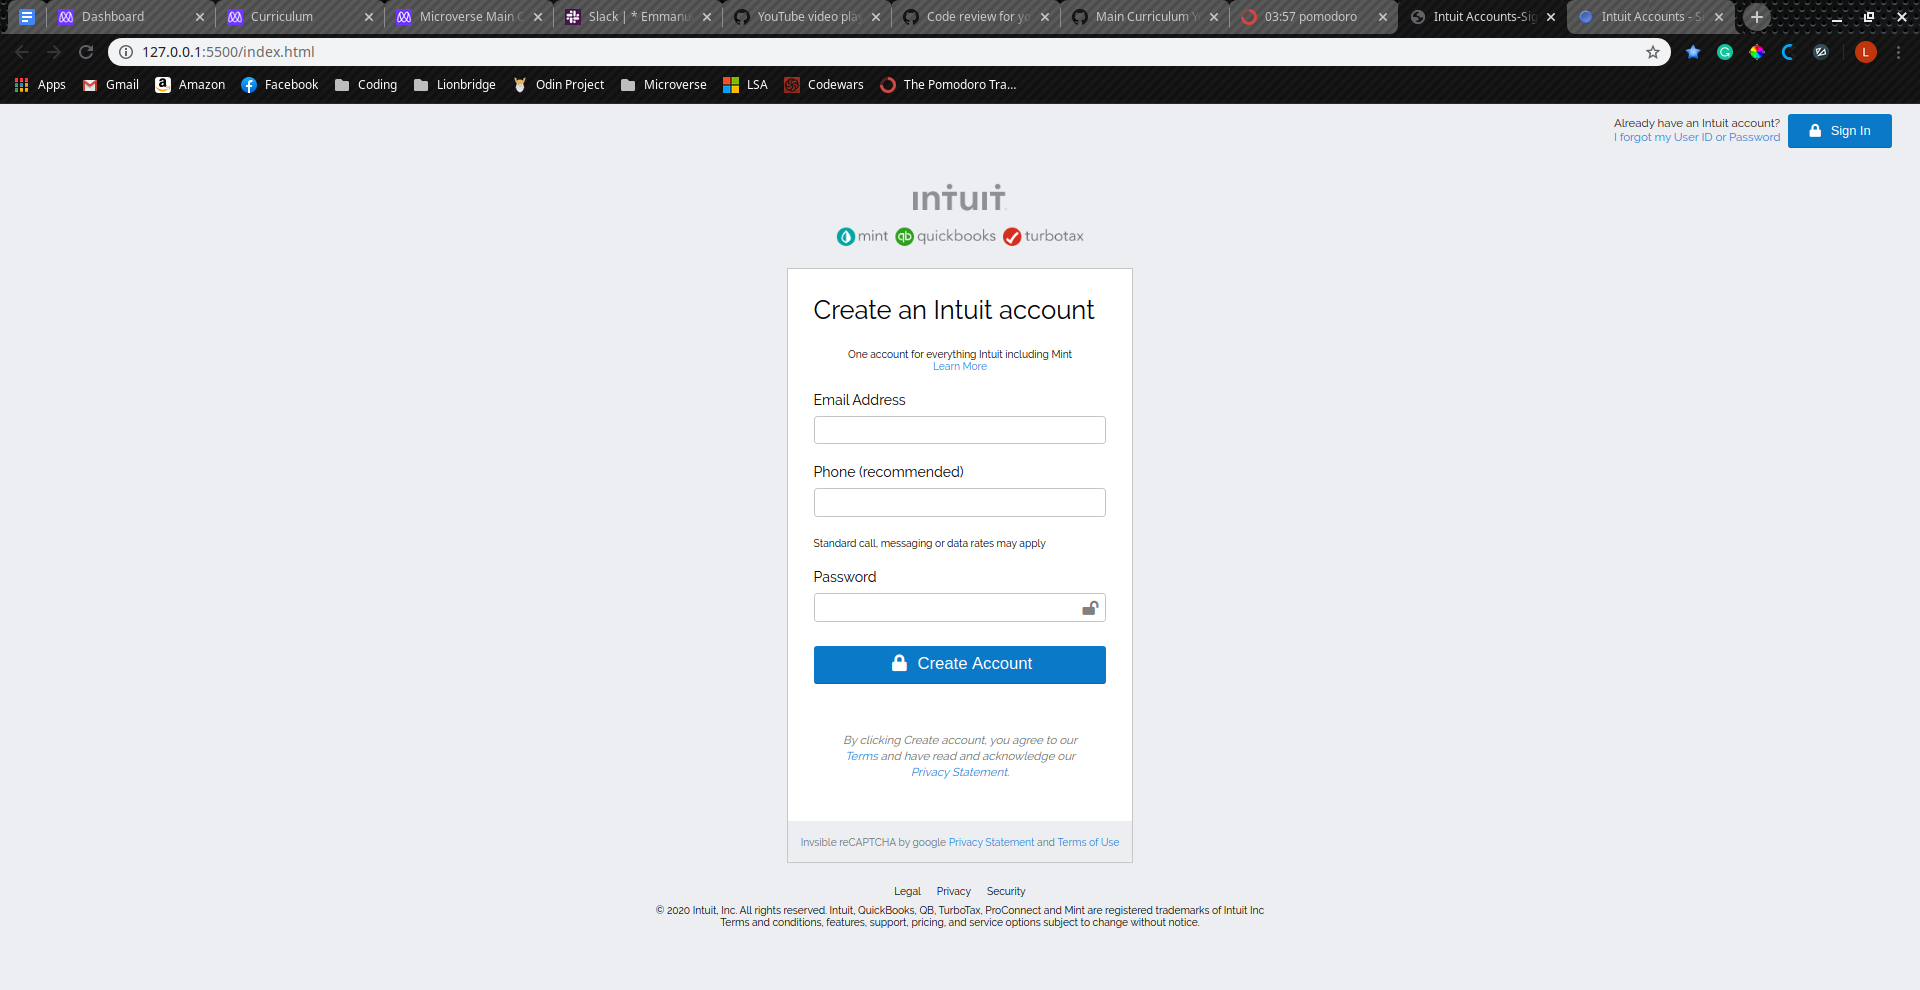 Dashboard
Curriculum
Microverse Main C
Slack | * Emmanu
YouTube video pla
Code review for yo
Main Curriculum Y
03:57 pomodoro
Intuit Accounts-Sig
Intuit Accounts - Si
127.0.0.1:5500/index.html
L
Apps
Gmail
Amazon
Facebook
Coding
Lionbridge
Odin Project
Microverse
LSA
Codewars
The Pomodoro Tra...
Already have an Intuit account?
I forgot my User ID or Password
Sign In
intuit
mint qb quickbooks turbotax
Create an Intuit account
One account for everything Intuit including Mint
Learn More
Email Address
Phone (recommended)
Standard call, messaging or data rates may apply
Password
Create Account
By clicking Create account, you agree to our
Terms and have read and acknowledge our
Privacy Statement.
Invsible reCAPTCHA by google Privacy Statement and Terms of Use
Legal Privacy Security
© 2020 Intuit, Inc. All rights reserved. Intuit, QuickBooks, QB, TurboTax, ProConnect and Mint are registered trademarks of Intuit Inc
Terms and conditions, features, support, pricing, and service options subject to change without notice.